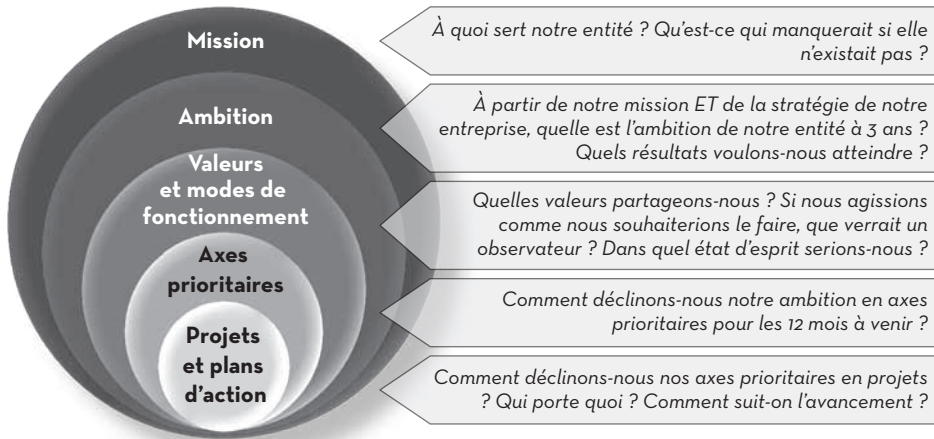 Mission
À quoi sert notre entité ? Qu'est-ce qui manquerait si elle
n'existait pas ?
Ambition
À partir de notre mission ET de la stratégie de notre
entreprise, quelle est l'ambition de notre entité à 3 ans ?
Quels résultats voulons-nous atteindre ?
Valeurs
et modes de
fonctionnement
Quelles valeurs partageons-nous ? Si nous agissions
comme nous souhaiterions le faire, que verrait un
observateur ? Dans quel état d'esprit serions-nous ?
Axes
prioritaires
Comment déclinons-nous notre ambition en axes
prioritaires pour les 12 mois à venir ?
Projets
et plans
d'action
Comment déclinons-nous nos axes prioritaires en projets
? Qui porte quoi ? Comment suit-on l'avancement ?